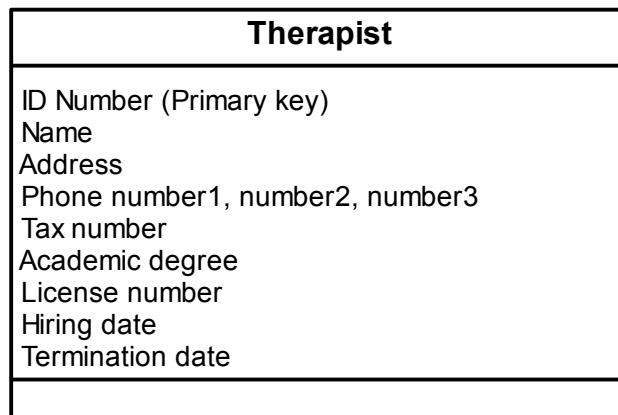 Therapist
ID Number (Primary key)
Name
Address
Phone number1, number2, number3
Tax number
Academic degree
License number
Hiring date
Termination date